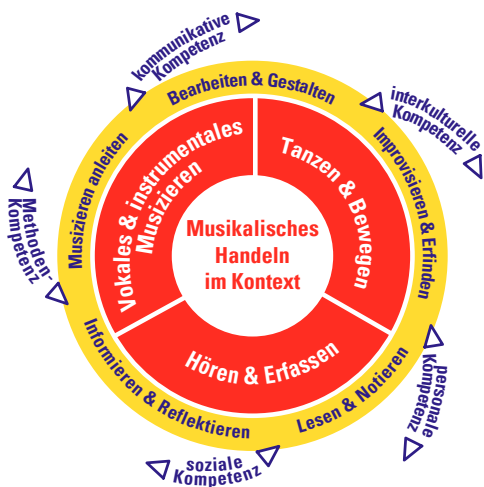 kommunikative
Kompetenz
interkulturelle
Kompetenz
personale
Kompetenz
soziale
Kompetenz
Methoden-
Kompetenz
Bearbeiten & Gestalten
Improvisieren & Erfinden
Lesen & Notieren
Informieren & Reflektieren
Musizieren anleiten
Vokales & instrumentales
Musizieren
Tanzen & Bewegen
Hören & Erfassen
Musikalisches
Handeln
im Kontext